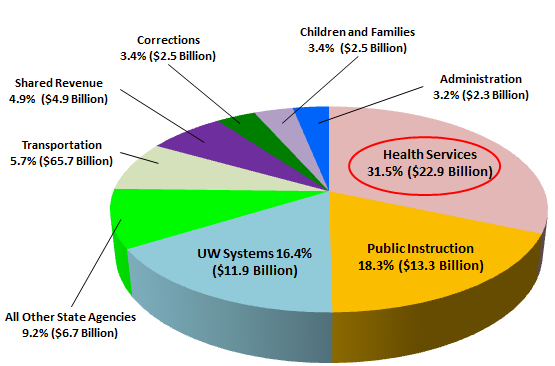 Children and Families
3.4% ($2.5 Billion)
Corrections
3.4% ($2.5 Billion)
Shared Revenue
4.9% ($4.9 Billion)
Administration
3.2% ($2.3 Billion)
Transportation
5.7% ($65.7 Billion)
Health Services
31.5% ($22.9 Billion)
UW Systems 16.4%
($11.9 Billion)
Public Instruction
18.3% ($13.3 Billion)
All Other State Agencies
9.2% ($6.7 Billion)